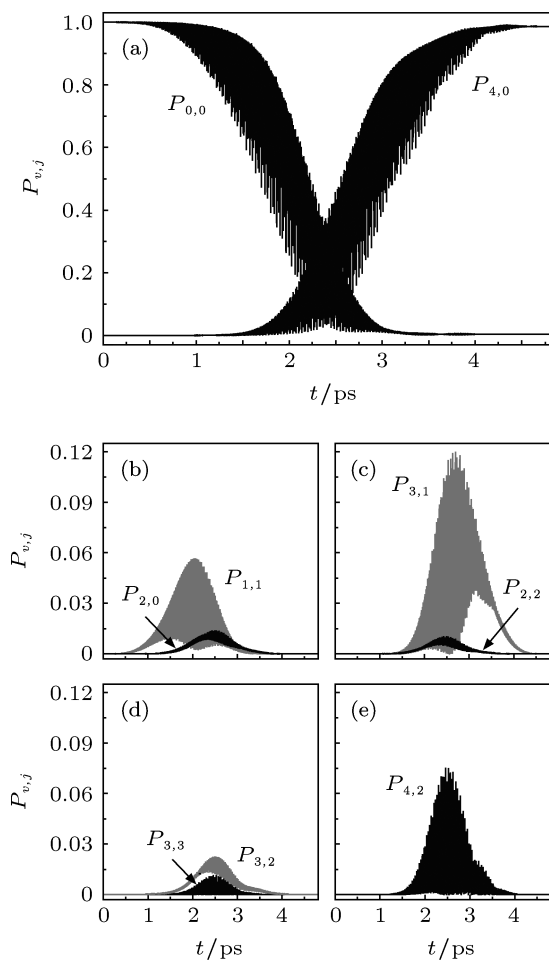 1.0
(a)
0.8
P0,0
P4,0
0.6
Pv,j
0.4
0.2
0
0 1 2 3 4
t/ps
0.12
(b)
(c)
0.09
P3,1
Pv,j
0.06
P1,1
P2,0
P2,2
0.03
0
(d)
(e)
0.12
0.09
Pv,j
P4,2
0.06
P3,3
P3,2
0.03
0
0 1 2 3 4
0 1 2 3 4
t/ps
t/ps